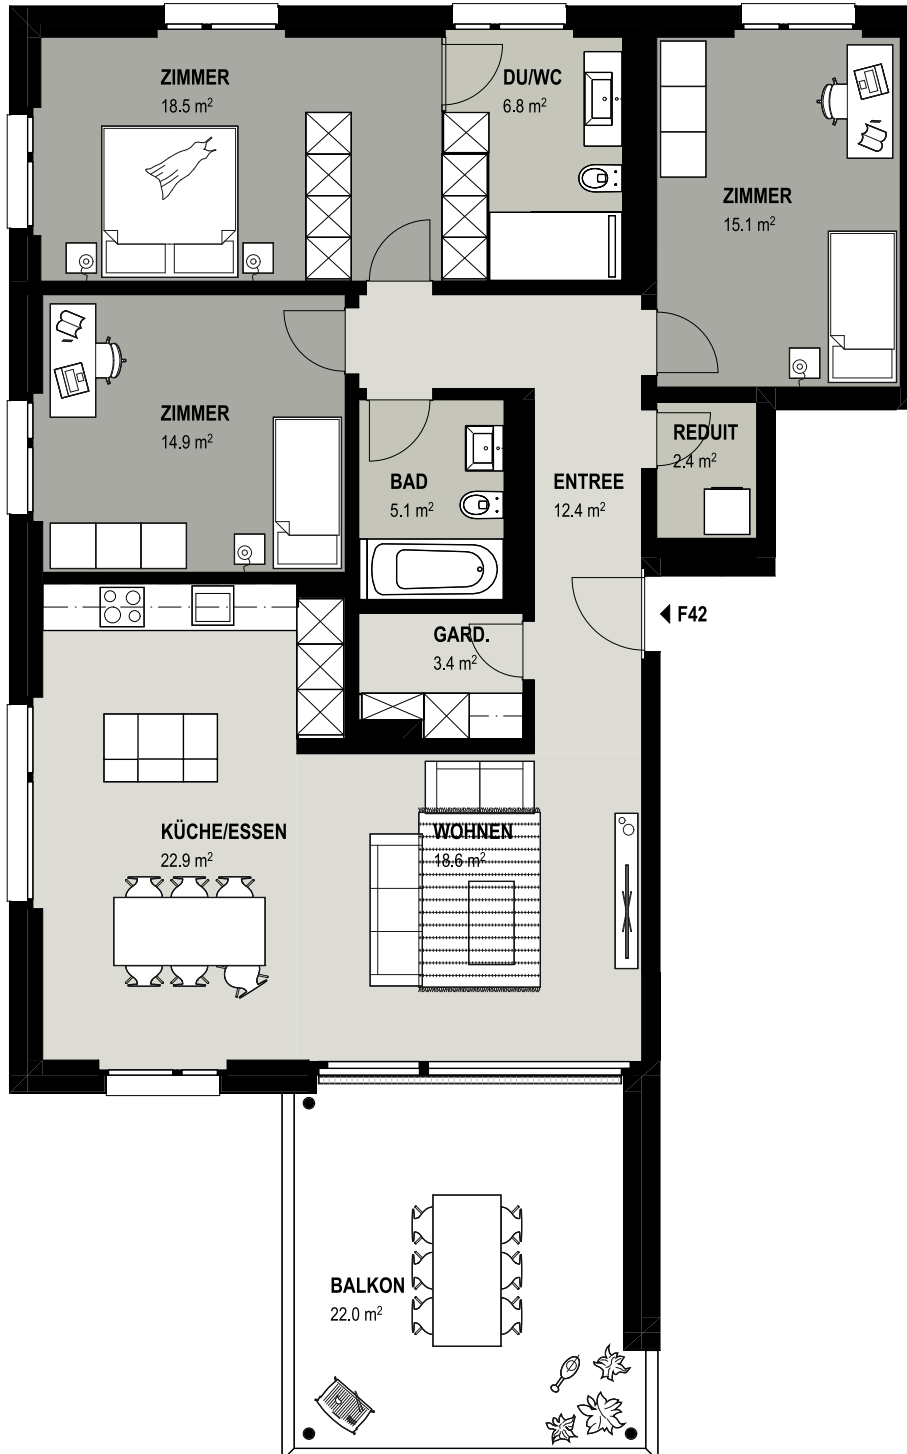 ZIMMER
18.5 m²
DU/WC
6.8 m²
ZIMMER
15.1 m²
ZIMMER
14.9 m²
BAD
5.1 m²
ENTREE
12.4 m²
REDUIT
2.4 m²
F42
GARD.
3.4 m²
KÜCHE/ESSEN
22.9 m²
WOHNEN
18.6 m²
BALKON
22.0 m²